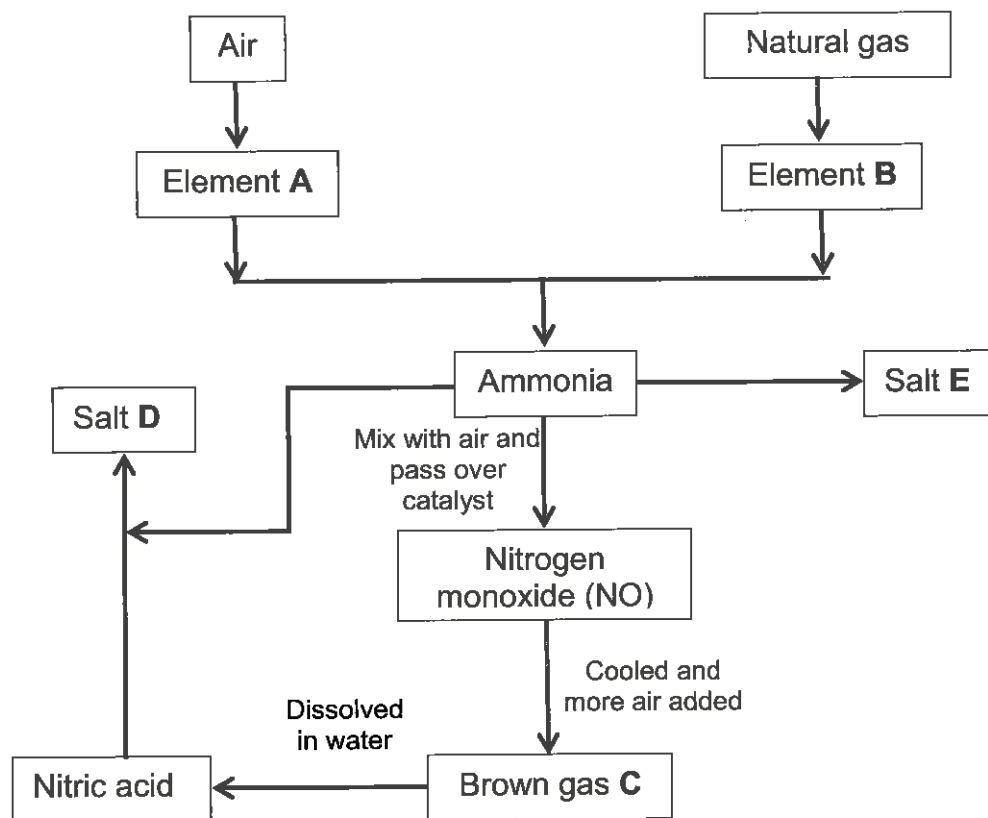 Air
Natural gas
Element A
Element B
Ammonia
Salt E
Salt D
Mix with air and
pass over
catalyst
Nitrogen
monoxide (NO)
Cooled and
more air added
Dissolved
in water
Nitric acid
Brown gas C